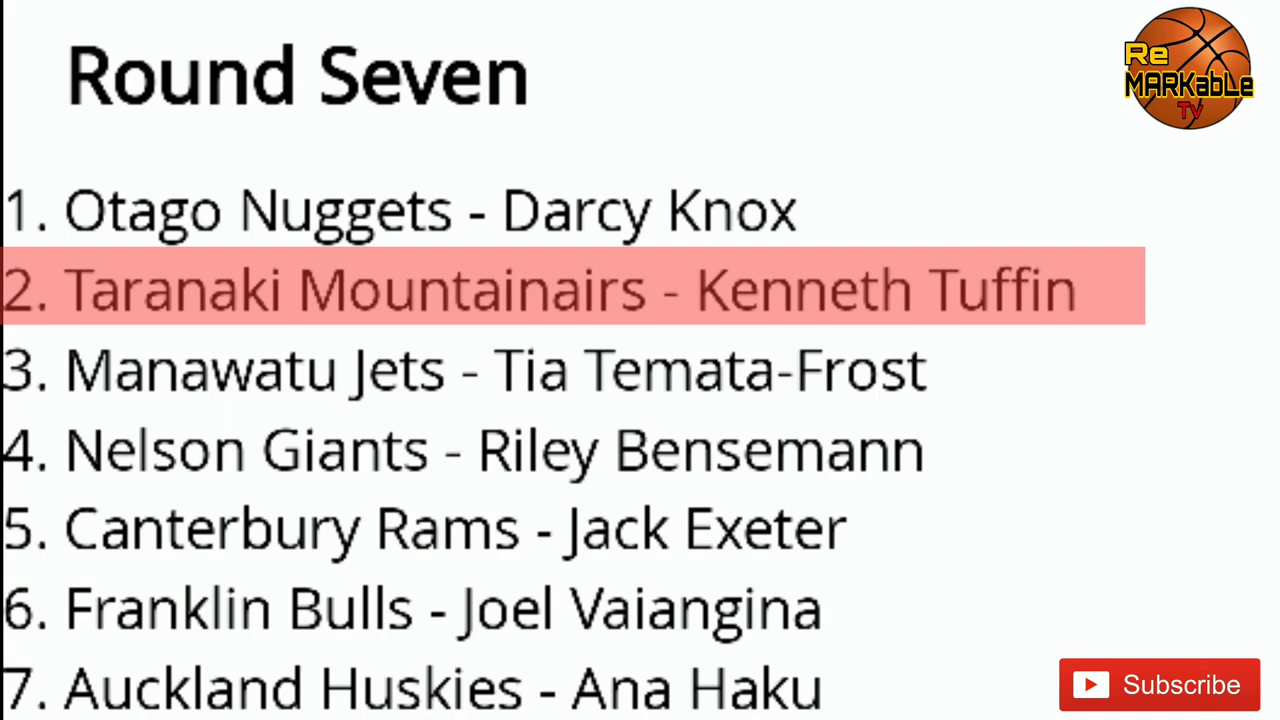 Round Seven
Re
MARKabLe
Tv
1. Otago Nuggets - Darcy Knox
2. Taranaki Mountainairs - Kenneth Tuffin
3. Manawatu Jets - Tia Temata-Frost
4. Nelson Giants - Riley Bensemann
5. Canterbury Rams - Jack Exeter
6. Franklin Bulls - Joel Vaiangina
7. Auckland Huskies - Ana Haku
Subscribe